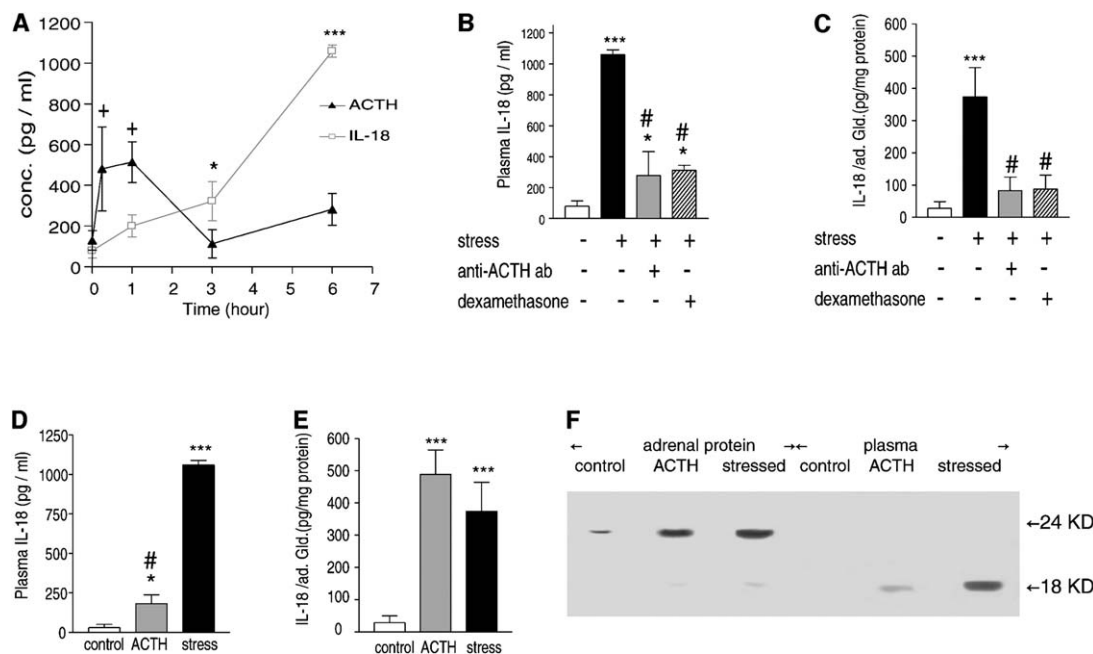 A
1200
1000
800
600
400
200
0
conc. (pg / ml)
+
+
*
***
ACTH
IL-18
0 1 2 3 4 5 6 7
Time (hour)
B
Plasma IL-18 (pg / ml)
1200
1000
800
600
400
200
0
***
# #
* *
stress - + + +
anti-ACTH ab - - + -
dexamethasone - - - +
C
IL-18 /ad. Gld.(pg/mg protein)
600
500
400
300
200
100
0
***
# #
stress - + + +
anti-ACTH ab - - + -
dexamethasone - - - +
D
Plasma IL-18 (pg / ml)
1250
1000
750
500
250
0
***
#
*
control ACTH stress
E
IL-18 /ad. Gld.(pg/mg protein)
600
500
400
300
200
100
0
***
***
control ACTH stress
F
← adrenal protein →← plasma →
control ACTH stressed control ACTH stressed
←24 KD
←18 KD